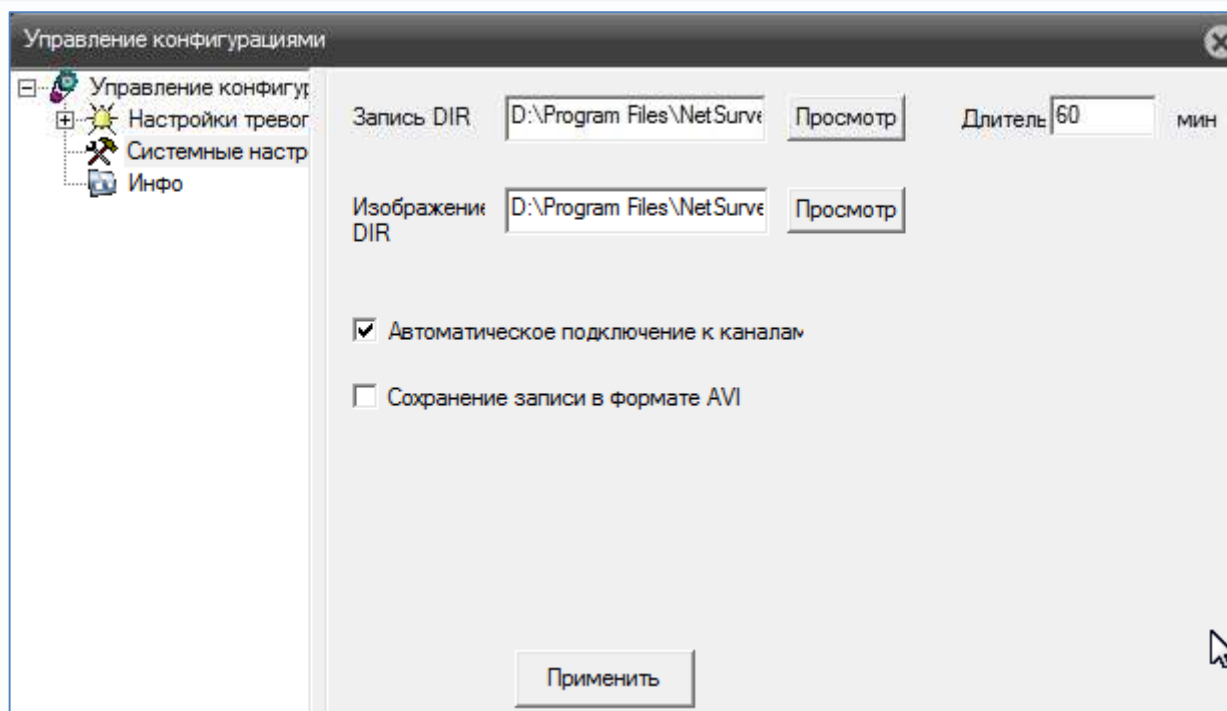 Управление конфигурациями
Управление конфигур
Настройки тревог
Системные настр
Инфо
Запись DIR D:\Program Files\NetSurve Просмотр Длитель 60 мин
Изображение DIR D:\Program Files\NetSurve Просмотр
Автоматическое подключение к каналам
Сохранение записи в формате AVI
Применить